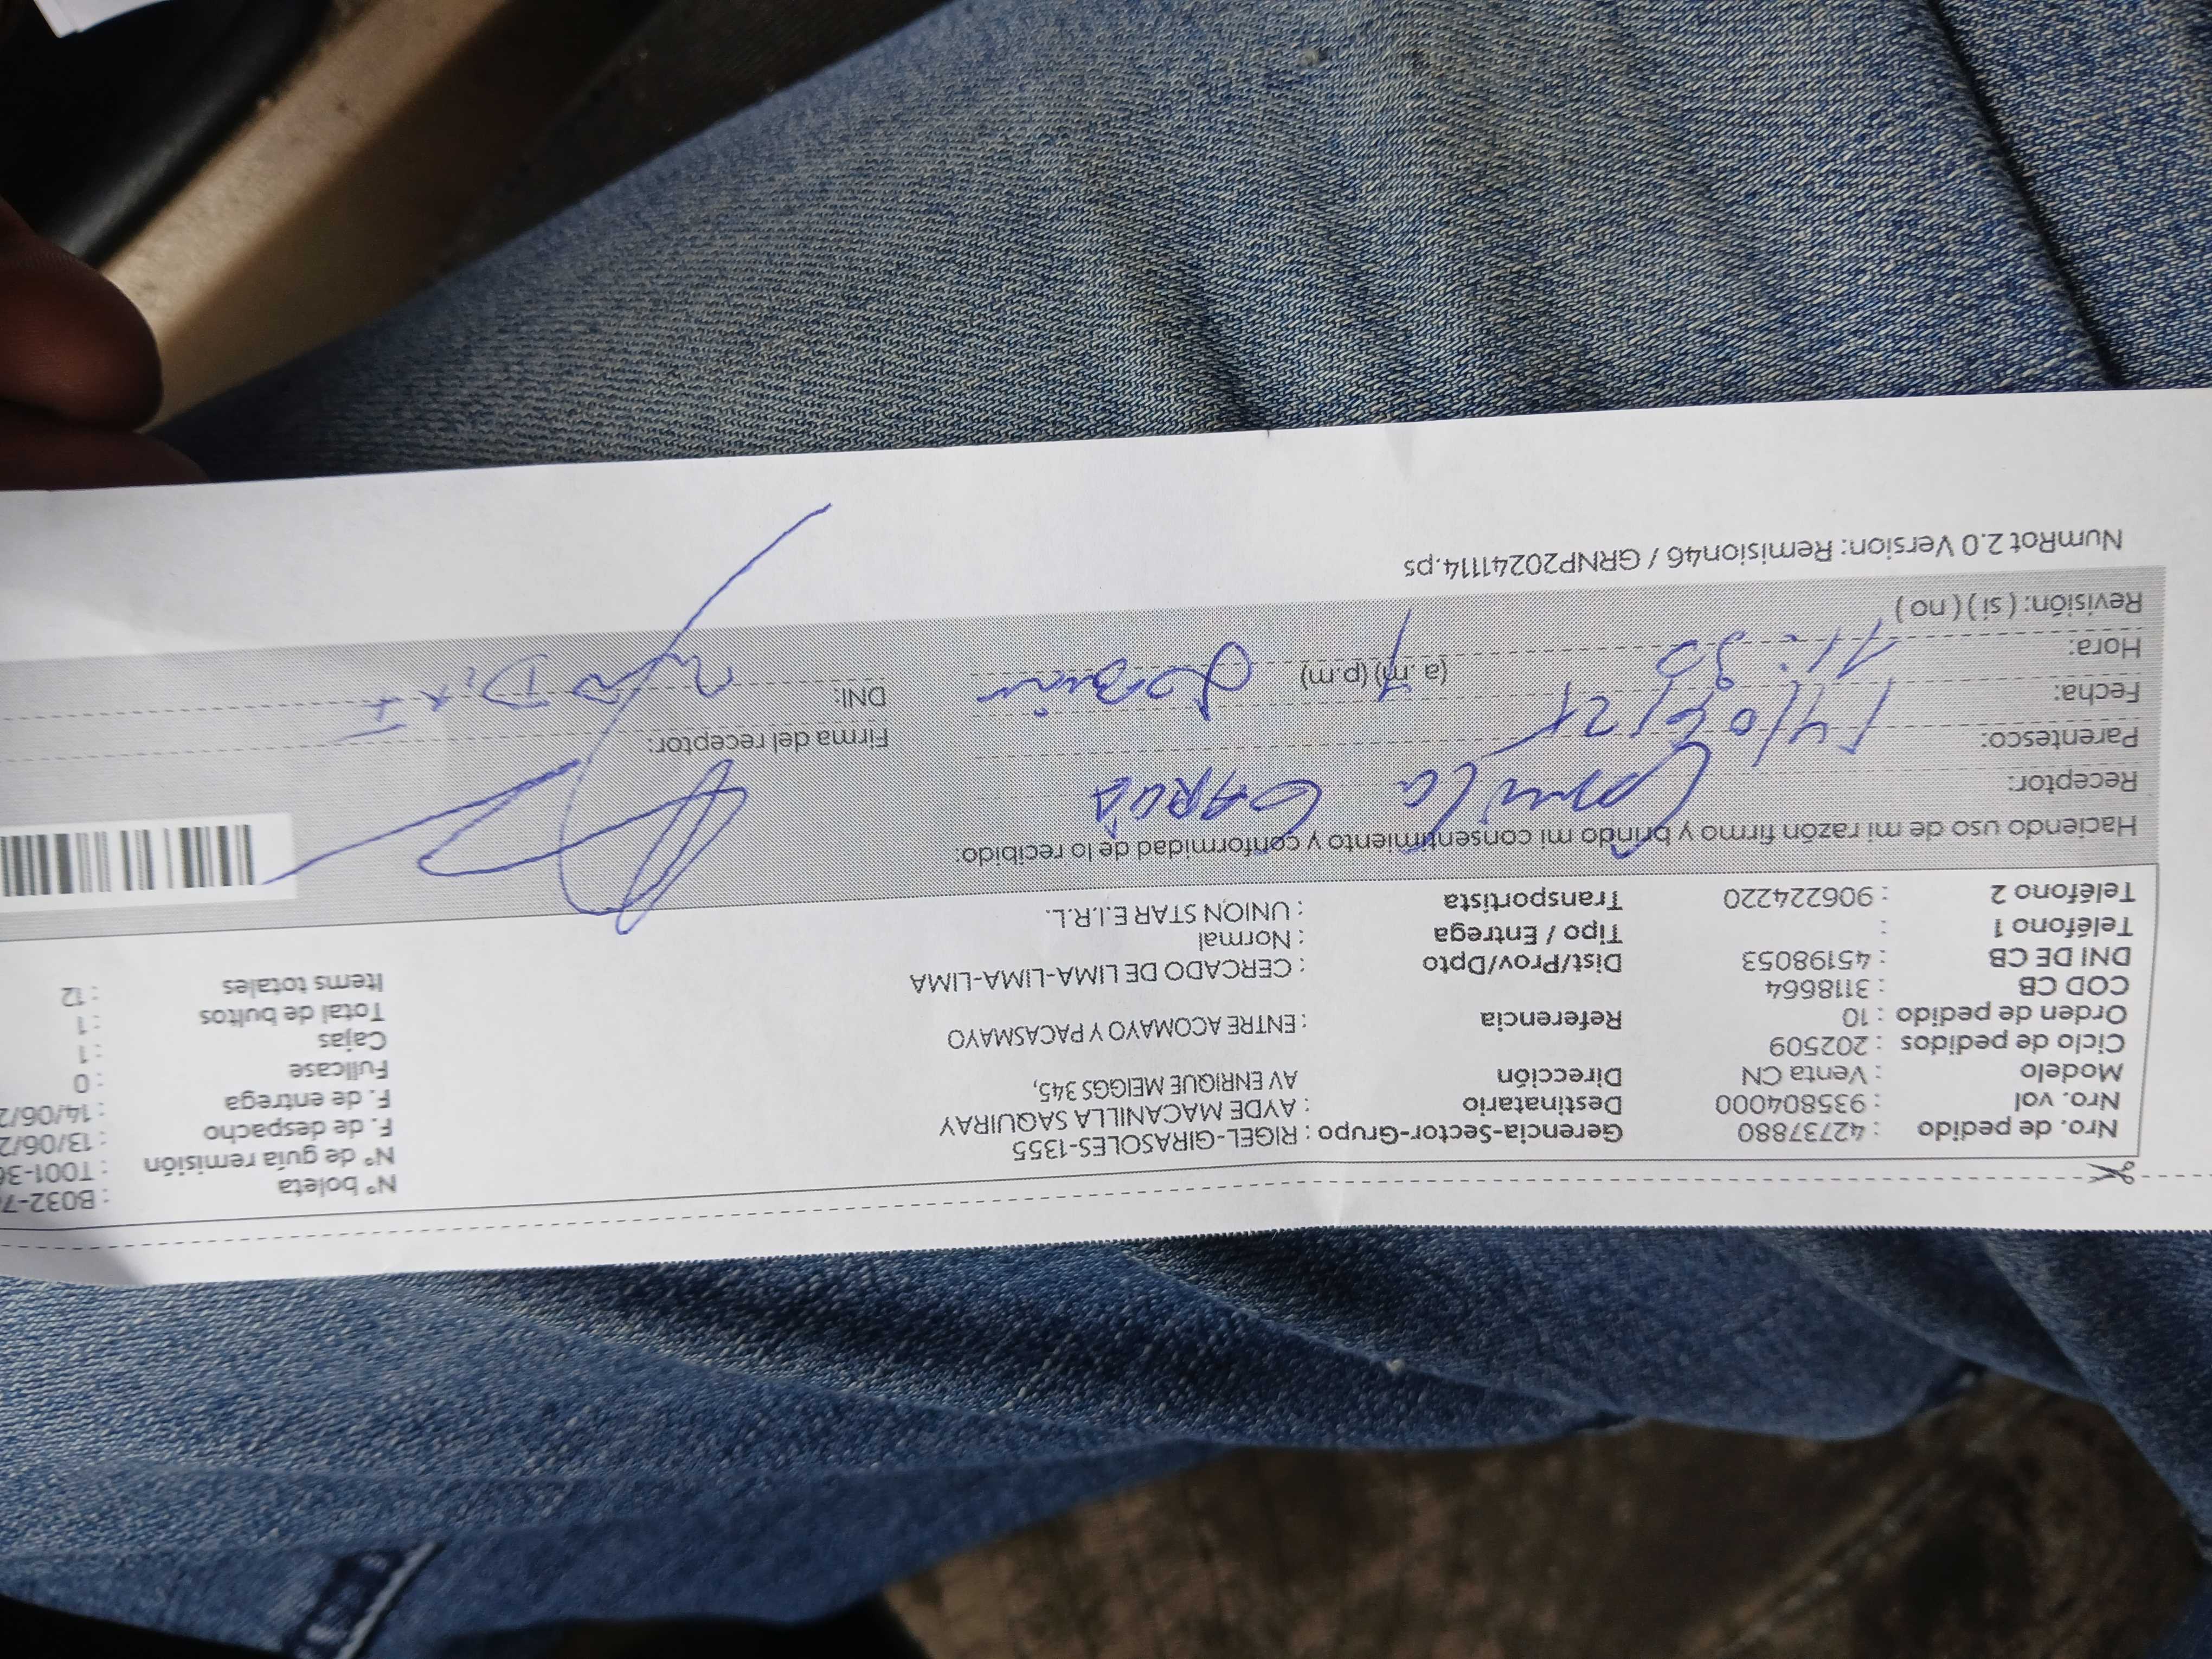 Nro. de pedido : 42737880 Gerencia-Sector-Grupo : RIGEL-GIRASOLES-1355 N° boleta : B032-7
Nro. vol : 935804000 Destinatario : AYDE MACANILLA SAQUIRAY N° de guía remisión : T001-3
Modelo : Venta CN Dirección AV ENRIQUE MEIGGS 345, F. de despacho : 13/06/2
Ciclo de pedidos : 202509 F. de entrega : 14/06/2
Orden de pedido : 10 Referencia : ENTRE ACOMAYO Y PACASMAYO Fullcase : 0
COD CB : 3118664 Cajas : 1
DNI DE CB : 45198053 Dist/Prov/Dpto : CERCADO DE LIMA-LIMA-LIMA Total de bultos : 1
Teléfono 1 : Tipo / Entrega : Normal Items totales : 12
Teléfono 2 : 906224220 Transportista : UNION STAR E.I.R.L.
Haciendo uso de mi razón firmo y brindo mi consentimiento y conformidad de lo recibido:
Receptor: Camila GARCIA
Parentesco: Firma del receptor:
Fecha: 14/06/25
Hora: 11:30 (a.m) (p.m) DNI:
Revisión: ( si ) ( no )
NumRot 2.0 Version: Remision46 / GRNP20241114.ps